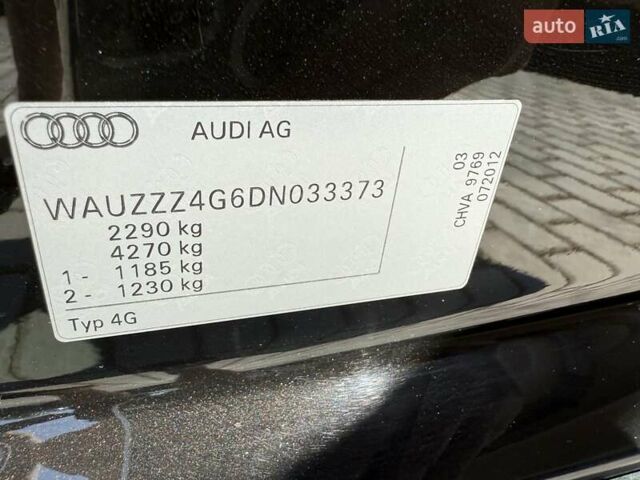 auto RIA.com
AUDI AG
WAUZZZ4G6DN033373
2290 kg
4270 kg
1 - 1185 kg
2 - 1230 kg
Typ 4G
03
CHVA 9769
072012